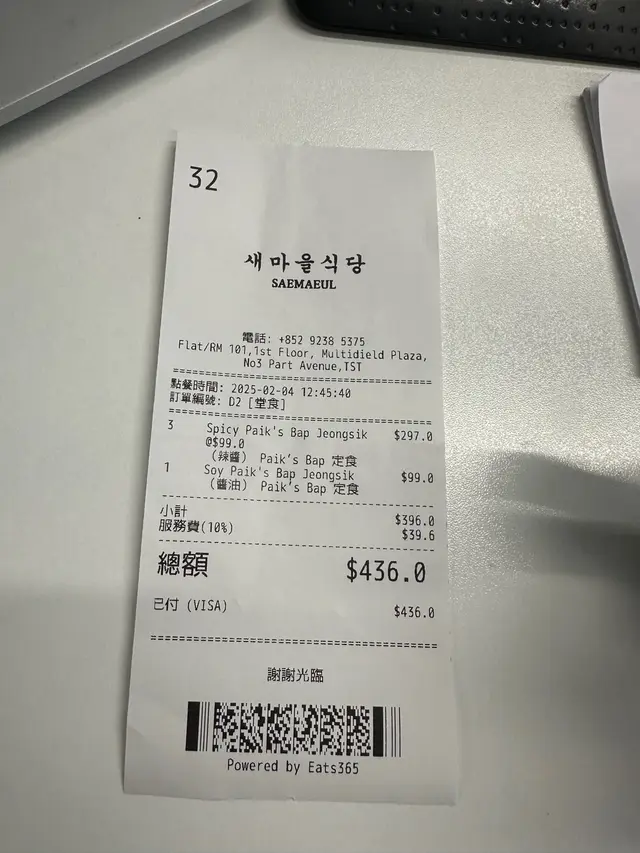 32
새마을식당
SAEMAEUL
電話: +852 9238 5375
Flat/RM 101,1st Floor, Multidield Plaza,
No3 Part Avenue,TST
點餐時間: 2025-02-04 12:45:40
訂單編號: D2 [堂食]
3 Spicy Paik's Bap Jeongsik $297.0
@$99.0
（辣醬） Paik's Bap 定食
1 Soy Paik's Bap Jeongsik $99.0
（醬油） Paik's Bap 定食
小計 $396.0
服務費(10%) $39.6
總額 $436.0
已付 (VISA) $436.0
謝謝光臨
Powered by Eats365